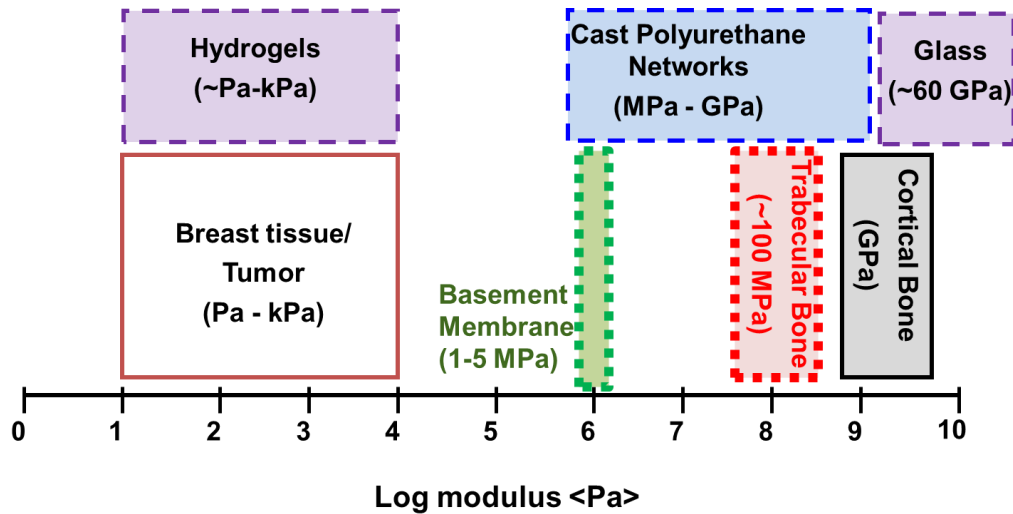 Hydrogels
(~Pa-kPa)
Cast Polyurethane
Networks
(MPa - GPa)
Glass
(~60 GPa)
Breast tissue/
Tumor
(Pa - kPa)
Basement
Membrane
(1-5 MPa)
Trabecular Bone
(~100 MPa)
Cortical Bone
(GPa)
0 1 2 3 4 5 6 7 8 9 10
Log modulus <Pa>